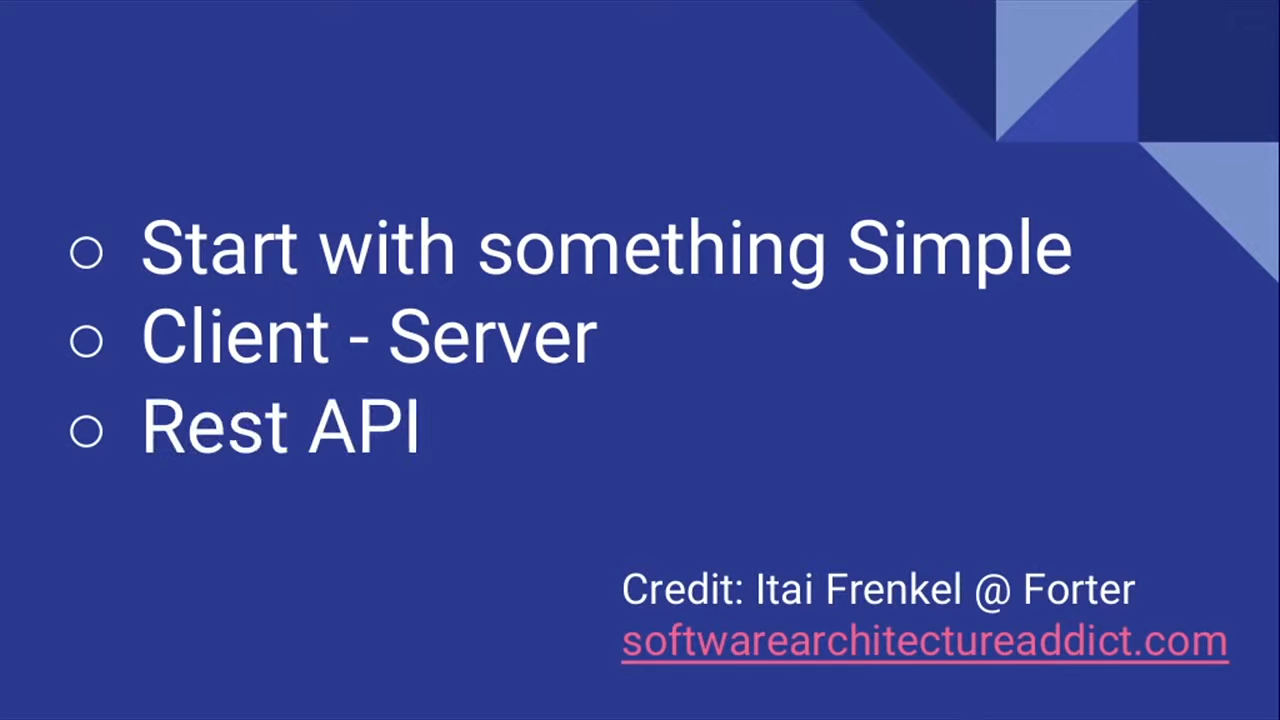 ○ Start with something Simple
○ Client - Server
○ Rest API
Credit: Itai Frenkel @ Forter
softwarearchitectureaddict.com